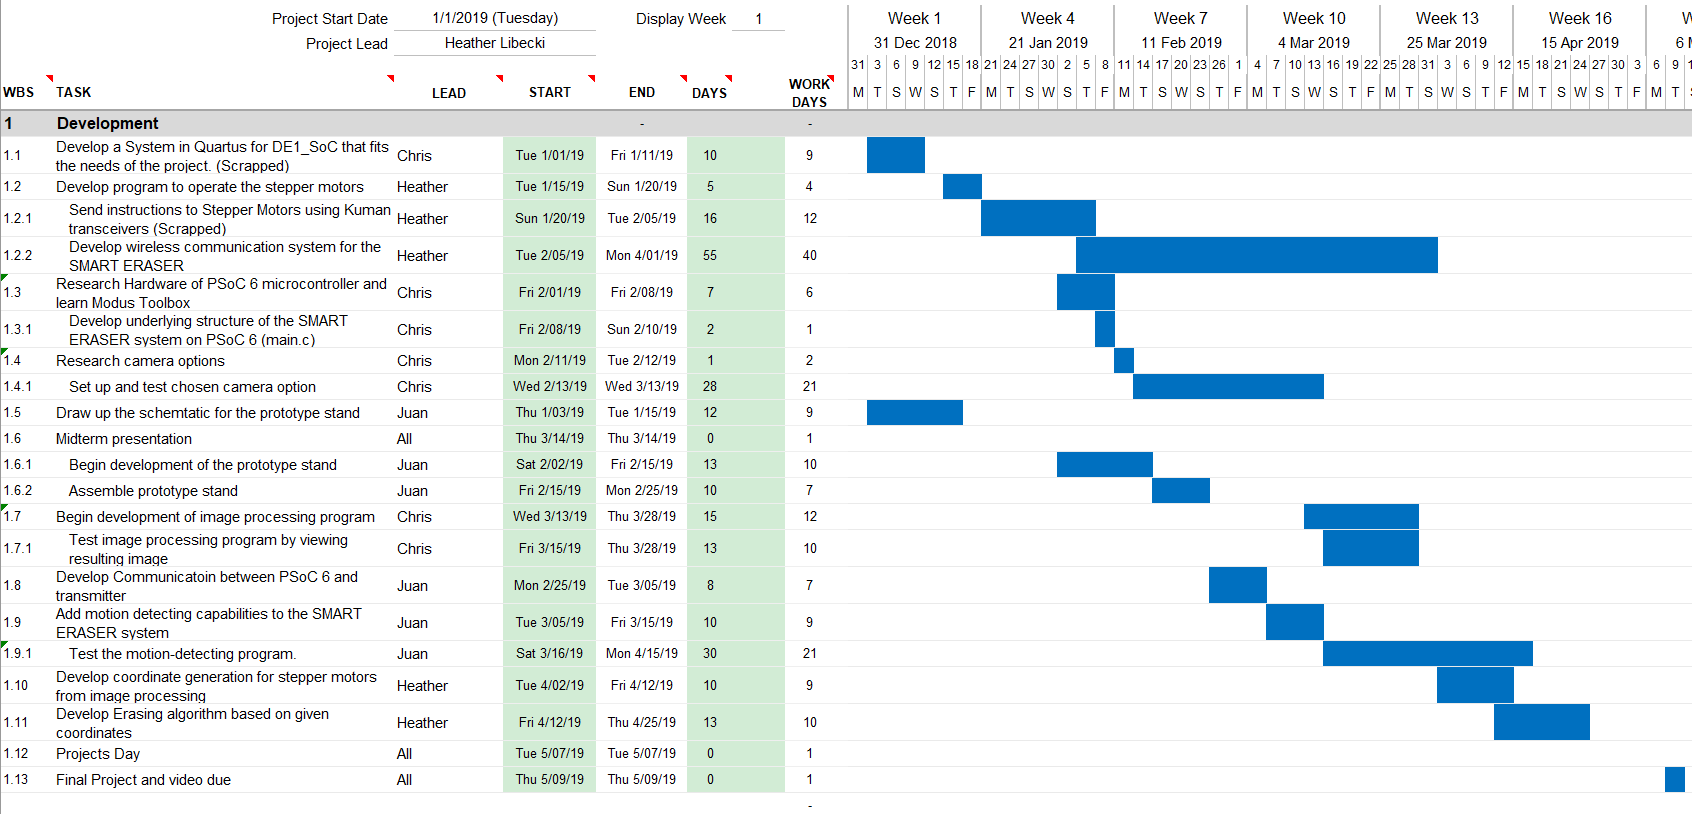 Project Start Date 1/1/2019 (Tuesday) Display Week 1 Week 1 Week 4 Week 7 Week 10 Week 13 Week 16
Project Lead Heather Libecki 31 Dec 2018 21 Jan 2019 11 Feb 2019 4 Mar 2019 25 Mar 2019 15 Apr 2019
31 3 6 9 12 15 18 21 24 27 30 2 5 8 11 14 17 20 23 26 1 4 7 10 13 16 19 22 25 28 31 3 6 9 12 15 18 21 24 27 30 3 6 9
WBS TASK LEAD START END DAYS WORK DAYS M T S W S T F M T S W S T F M T S W S T F M T S W S T F M T S W S T F M T S W S T F M T
1 Development - -
1.1 Develop a System in Quartus for DE1_SoC that fits
the needs of the project. (Scrapped) Chris Tue 1/01/19 Fri 1/11/19 10 9
1.2 Develop program to operate the stepper motors Heather Tue 1/15/19 Sun 1/20/19 5 4
1.2.1 Send instructions to Stepper Motors using Kuman
transceivers (Scrapped) Heather Sun 1/20/19 Tue 2/05/19 16 12
1.2.2 Develop wireless communication system for the
SMART ERASER Heather Tue 2/05/19 Mon 4/01/19 55 40
1.3 Research Hardware of PSoC 6 microcontroller and
learn Modus Toolbox Chris Fri 2/01/19 Fri 2/08/19 7 6
1.3.1 Develop underlying structure of the SMART
ERASER system on PSoC 6 (main.c) Chris Fri 2/08/19 Sun 2/10/19 2 1
1.4 Research camera options Chris Mon 2/11/19 Tue 2/12/19 1 2
1.4.1 Set up and test chosen camera option Chris Wed 2/13/19 Wed 3/13/19 28 21
1.5 Draw up the schemtatic for the prototype stand Juan Thu 1/03/19 Tue 1/15/19 12 9
1.6 Midterm presentation All Thu 3/14/19 Thu 3/14/19 0 1
1.6.1 Begin development of the prototype stand Juan Sat 2/02/19 Fri 2/15/19 13 10
1.6.2 Assemble prototype stand Juan Fri 2/15/19 Mon 2/25/19 10 7
1.7 Begin development of image processing program Chris Wed 3/13/19 Thu 3/28/19 15 12
1.7.1 Test image processing program by viewing
resulting image Chris Fri 3/15/19 Thu 3/28/19 13 10
1.8 Develop Communicatoin between PSoC 6 and
transmitter Juan Mon 2/25/19 Tue 3/05/19 8 7
1.9 Add motion detecting capabilities to the SMART
ERASER system Juan Tue 3/05/19 Fri 3/15/19 10 9
1.9.1 Test the motion-detecting program. Juan Sat 3/16/19 Mon 4/15/19 30 21
1.10 Develop coordinate generation for stepper motors
from image processing Heather Tue 4/02/19 Fri 4/12/19 10 9
1.11 Develop Erasing algorithm based on given
coordinates Heather Fri 4/12/19 Thu 4/25/19 13 10
1.12 Projects Day All Tue 5/07/19 Tue 5/07/19 0 1
1.13 Final Project and video due All Thu 5/09/19 Thu 5/09/19 0 1
-